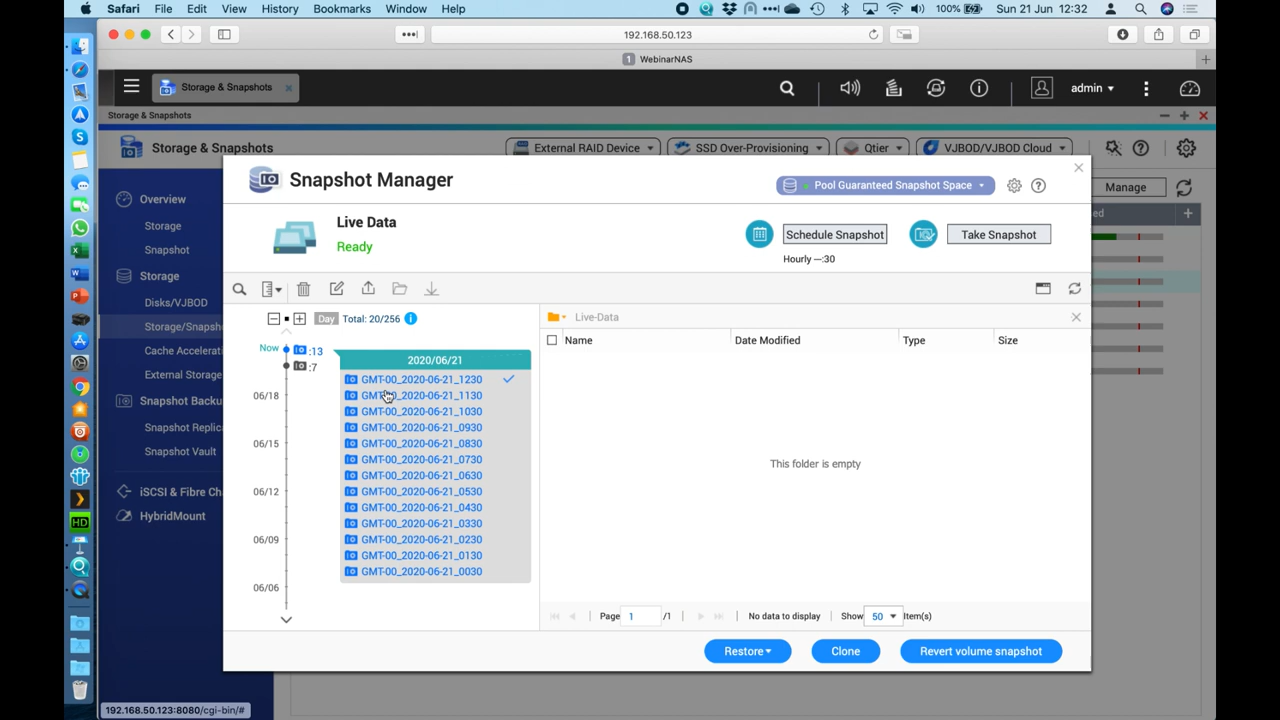 Safari File Edit View History Bookmarks Window Help 100% Sun 21 Jun 12:32
192.168.50.123
1 WebinarNAS
Storage & Snapshots × admin
Storage & Snapshots
Storage & Snapshots External RAID Device SSD Over-Provisioning Qtier VJBOD/VJBOD Cloud
Overview
Storage
Snapshot
Storage
Disks/VJBOD
Storage/Snapsh
Cache Accelerati
External Storage
Snapshot Backu
Snapshot Replic
Snapshot Vault
iSCSI & Fibre Ch
HybridMount
Manage
ed +
Snapshot Manager Pool Guaranteed Snapshot Space
Live Data
Ready
Schedule Snapshot Take Snapshot
Hourly --:30
Day Total: 20/256
Now :13
:7
06/18
06/15
06/12
06/09
06/06
2020/06/21
GMT-00_2020-06-21_1230
GMT-00_2020-06-21_1130
GMT-00_2020-06-21_1030
GMT-00_2020-06-21_0930
GMT-00_2020-06-21_0830
GMT-00_2020-06-21_0730
GMT-00_2020-06-21_0630
GMT-00_2020-06-21_0530
GMT-00_2020-06-21_0430
GMT-00_2020-06-21_0330
GMT-00_2020-06-21_0230
GMT-00_2020-06-21_0130
GMT-00_2020-06-21_0030
Live-Data
Name Date Modified Type Size
This folder is empty
Page 1 /1 No data to display Show 50 Item(s)
Restore Clone Revert volume snapshot
HD
192.168.50.123:8080/cgi-bin/#